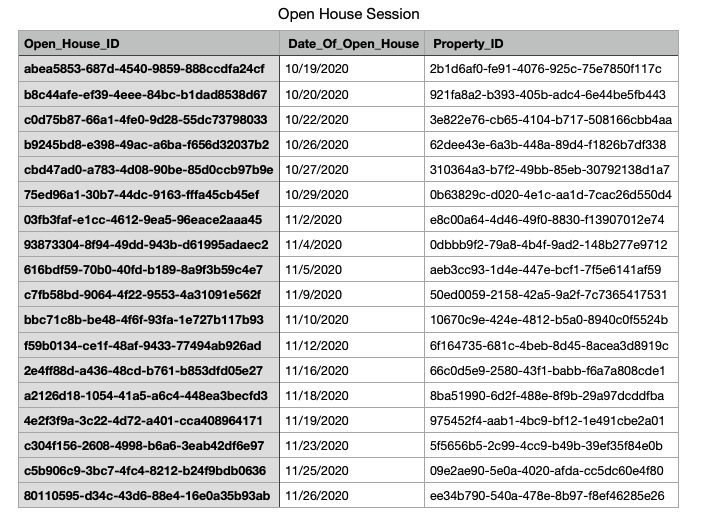 Open House Session
Open_House_ID Date_Of_Open_House Property_ID
abea5853-687d-4540-9859-888ccdfa24cf 10/19/2020 2b1d6af0-fe91-4076-925c-75e7850f117c
b8c44afe-ef39-4eee-84bc-b1dad8538d67 10/20/2020 921fa8a2-b393-405b-adc4-6e44be5fb443
c0d75b87-66a1-4fe0-9d28-55dc73798033 10/22/2020 3e822e76-cb65-4104-b717-508166cbb4aa
b9245bd8-e398-49ac-a6ba-f656d32037b2 10/26/2020 62dee43e-6a3b-448a-89d4-f1826b7df338
cbd47ad0-a783-4d08-90be-85d0ccb97b9e 10/27/2020 310364a3-b7f2-49bb-85eb-30792138d1a7
75ed96a1-30b7-44dc-9163-fffa45cb45ef 10/29/2020 0b63829c-d020-4e1c-aa1d-7cac26d550d4
03fb3faf-e1cc-4612-9ea5-96eace2aaa45 11/2/2020 e8c00a64-4d46-49f0-8830-f13907012e74
93873304-8f94-49dd-943b-d61995adaec2 11/4/2020 0dbbb9f2-79a8-4b4f-9ad2-148b277e9712
616bdf59-70b0-40fd-b189-8a9f3b59c4e7 11/5/2020 aeb3cc93-1d4e-447e-bcf1-7f5e6141af59
c7fb58bd-9064-4f22-9553-4a31091e562f 11/9/2020 50ed0059-2158-42a5-9a2f-7c7365417531
bbc71c8b-be48-4f6f-93fa-1e727b117b93 11/10/2020 10670c9e-424e-4812-b5a0-8940c0f5524b
f59b0134-ce1f-48af-9433-77494ab926ad 11/12/2020 6f164735-681c-4beb-8d45-8acea3d8919c
2e4ff88d-a436-48cd-b761-b853dfd05e27 11/16/2020 66c0d5e9-2580-43f1-babb-f6a7a808cde1
a2126d18-1054-41a5-a6c4-448ea3becfd3 11/18/2020 8ba51990-6d2f-488e-8f9b-29a97dcddfba
4e2f3f9a-3c22-4d72-a401-cca408964171 11/19/2020 975452f4-aab1-4bc9-bf12-1e491cbe2a01
c304f156-2608-4998-b6a6-3eab42df6e97 11/23/2020 5f5656b5-2c99-4cc9-b49b-39ef35f84e0b
c5b906c9-3bc7-4fc4-8212-b24f9bdb0636 11/25/2020 09e2ae90-5e0a-4020-afda-cc5dc60e4f80
80110595-d34c-43d6-88e4-16e0a35b93ab 11/26/2020 ee34b790-540a-478e-8b97-f8ef46285e26